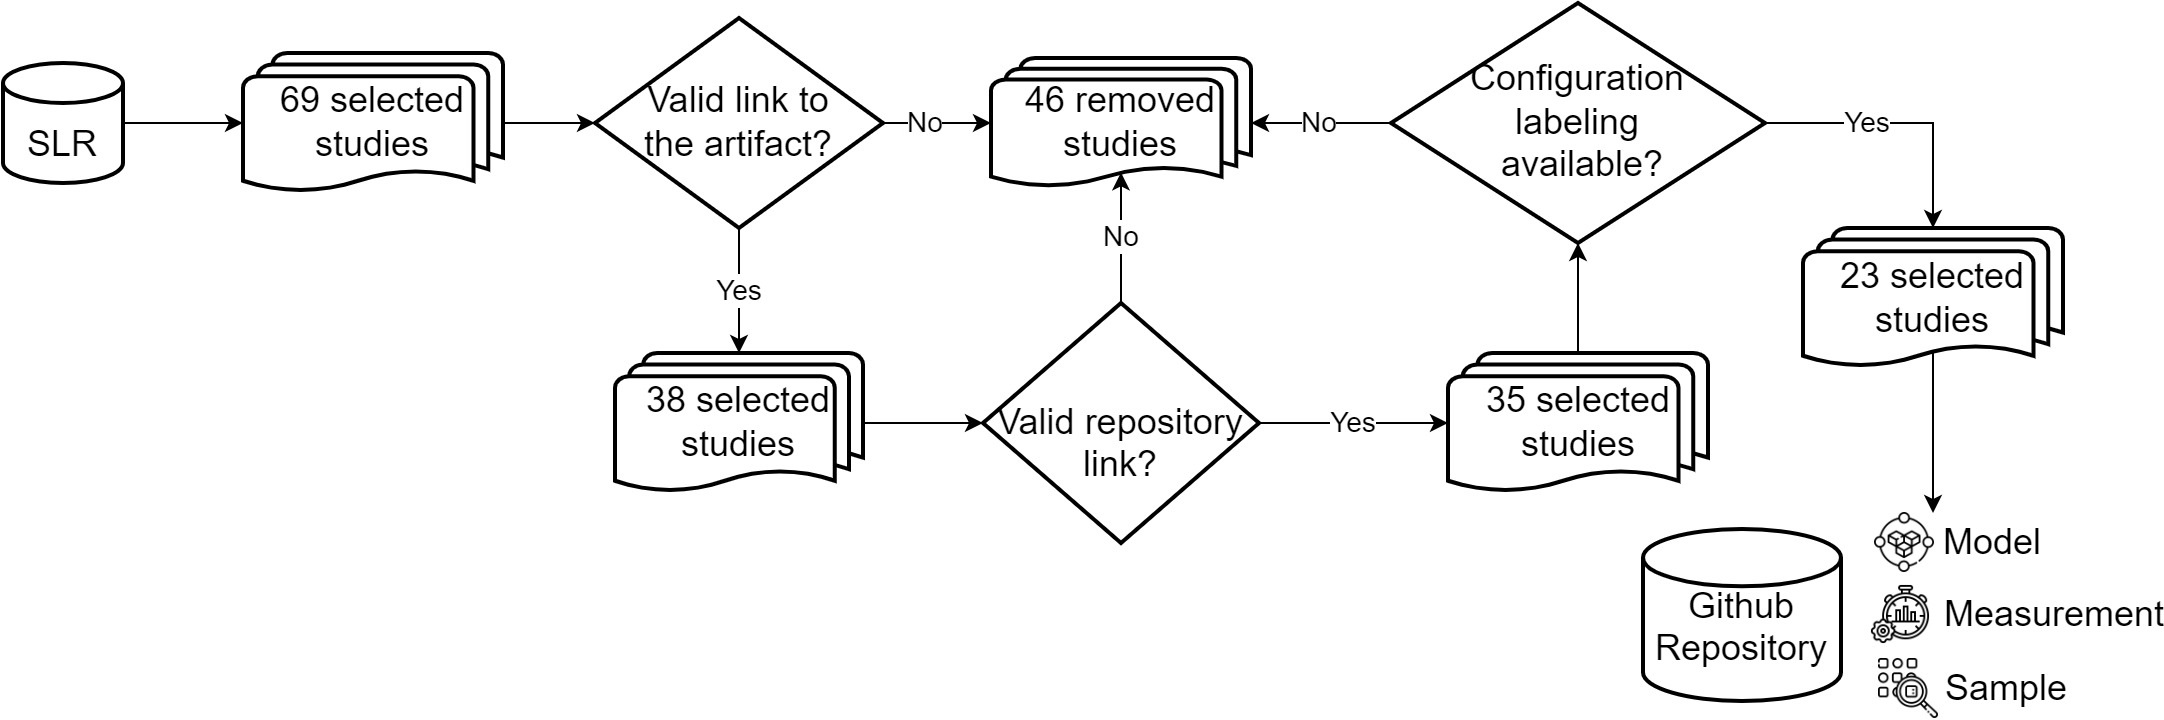 SLR
69 selected
studies
Valid link to
the artifact?
No
46 removed
studies
No
Configuration
labeling
available?
Yes
Yes
No
23 selected
studies
38 selected
studies
Valid repository
link?
Yes
35 selected
studies
Github
Repository
Model
Measurement
Sample